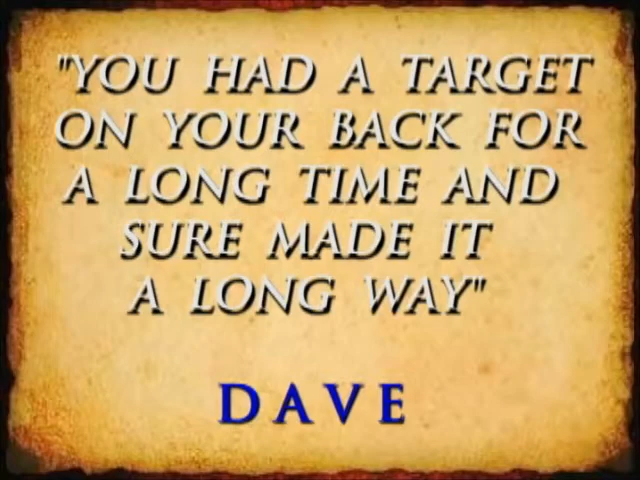 "YOU HAD A TARGET
ON YOUR BACK FOR
A LONG TIME AND
SURE MADE IT
A LONG WAY"
DAVE